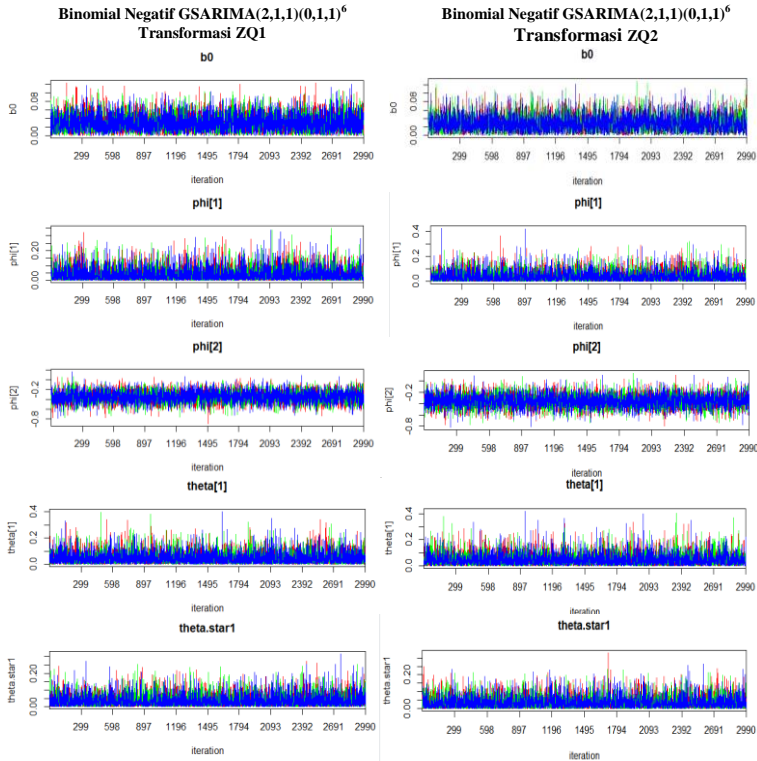 Binomial Negatif GSARIMA(2,1,1)(0,1,1)⁶
Transformasi ZQ1
b0
b0
0.00 0.08
299 598 897 1196 1495 1794 2093 2392 2691 2990
iteration
phi[1]
phi[1]
0.00 0.20
299 598 897 1196 1495 1794 2093 2392 2691 2990
iteration
phi[2]
phi[2]
-0.8 -0.2
299 598 897 1196 1495 1794 2093 2392 2691 2990
iteration
theta[1]
theta[1]
0.0 0.2 0.4
299 598 897 1196 1495 1794 2093 2392 2691 2990
iteration
theta.star1
theta.star1
0.00 0.20
299 598 897 1196 1495 1794 2093 2392 2691 2990
iteration
Binomial Negatif GSARIMA(2,1,1)(0,1,1)⁶
Transformasi ZQ2
b0
b0
0.00 0.08
299 598 897 1196 1495 1794 2093 2392 2691 2990
iteration
phi[1]
phi[1]
0.0 0.2 0.4
299 598 897 1196 1495 1794 2093 2392 2691 2990
iteration
phi[2]
phi[2]
-0.8 -0.2
299 598 897 1196 1495 1794 2093 2392 2691 2990
iteration
theta[1]
theta[1]
0.0 0.2 0.4
299 598 897 1196 1495 1794 2093 2392 2691 2990
iteration
theta.star1
theta.star1
0.00 0.20
299 598 897 1196 1495 1794 2093 2392 2691 2990
iteration